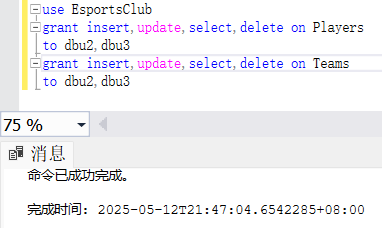 use EsportsClub
grant insert,update,select,delete on Players
to dbu2,dbu3
grant insert,update,select,delete on Teams
to dbu2,dbu3
75 %
消息
命令已成功完成。
完成时间: 2025-05-12T21:47:04.6542285+08:00